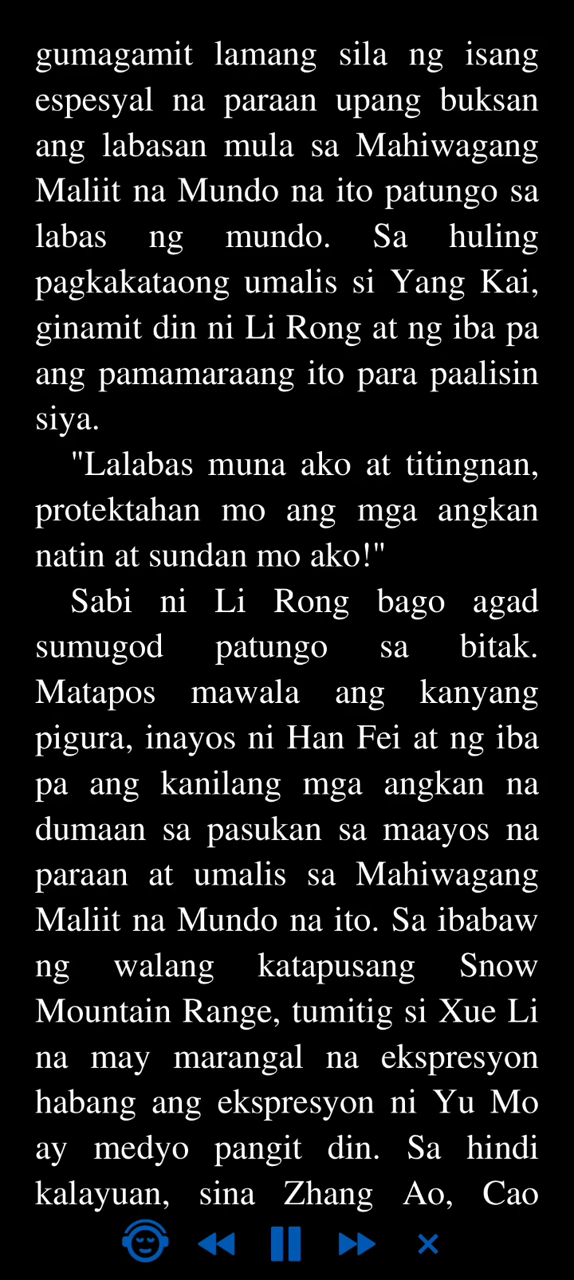 gumagamit lamang sila ng isang
espesyal na paraan upang buksan
ang labasan mula sa Mahiwagang
Maliit na Mundo na ito patungo sa
labas ng mundo. Sa huling
pagkakataong umalis si Yang Kai,
ginamit din ni Li Rong at ng iba pa
ang pamamaraang ito para paalisin
siya.
"Lalabas muna ako at titingnan,
protektahan mo ang mga angkan
natin at sundan mo ako!"
Sabi ni Li Rong bago agad
sumugod patungo sa bitak.
Matapos mawala ang kanyang
pigura, inayos ni Han Fei at ng iba
pa ang kanilang mga angkan na
dumaan sa pasukan sa maayos na
paraan at umalis sa Mahiwagang
Maliit na Mundo na ito. Sa ibabaw
ng walang katapusang Snow
Mountain Range, tumitig si Xue Li
na may marangal na ekspresyon
habang ang ekspresyon ni Yu Mo
ay medyo pangit din. Sa hindi
kalayuan, sina Zhang Ao, Cao